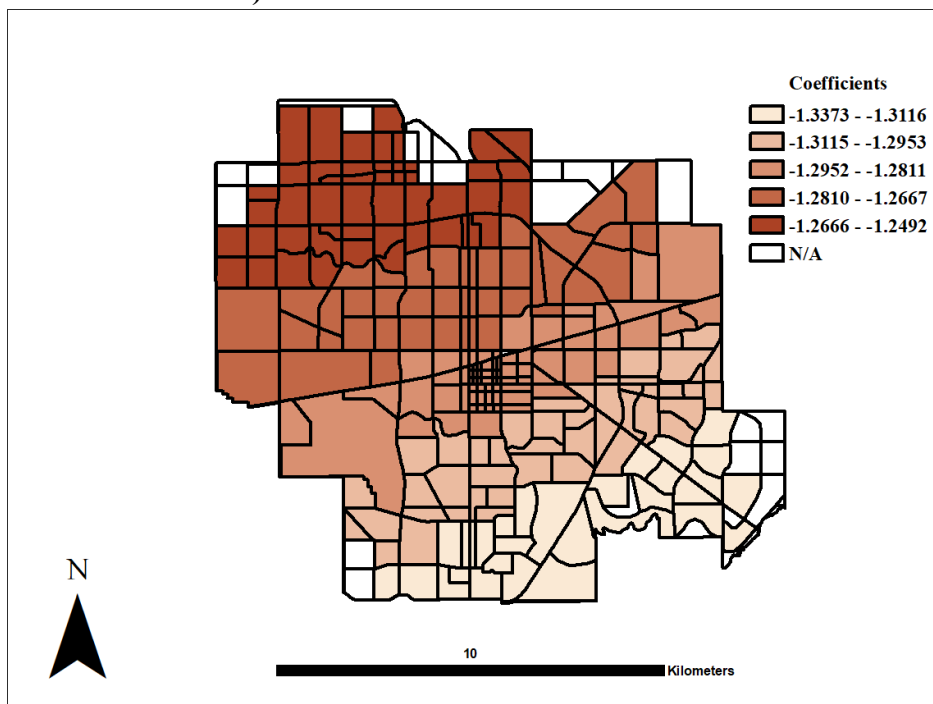 )
Coefficients
-1.3373 - -1.3116
-1.3115 - -1.2953
-1.2952 - -1.2811
-1.2810 - -1.2667
-1.2666 - -1.2492
N/A
N
10
Kilometers